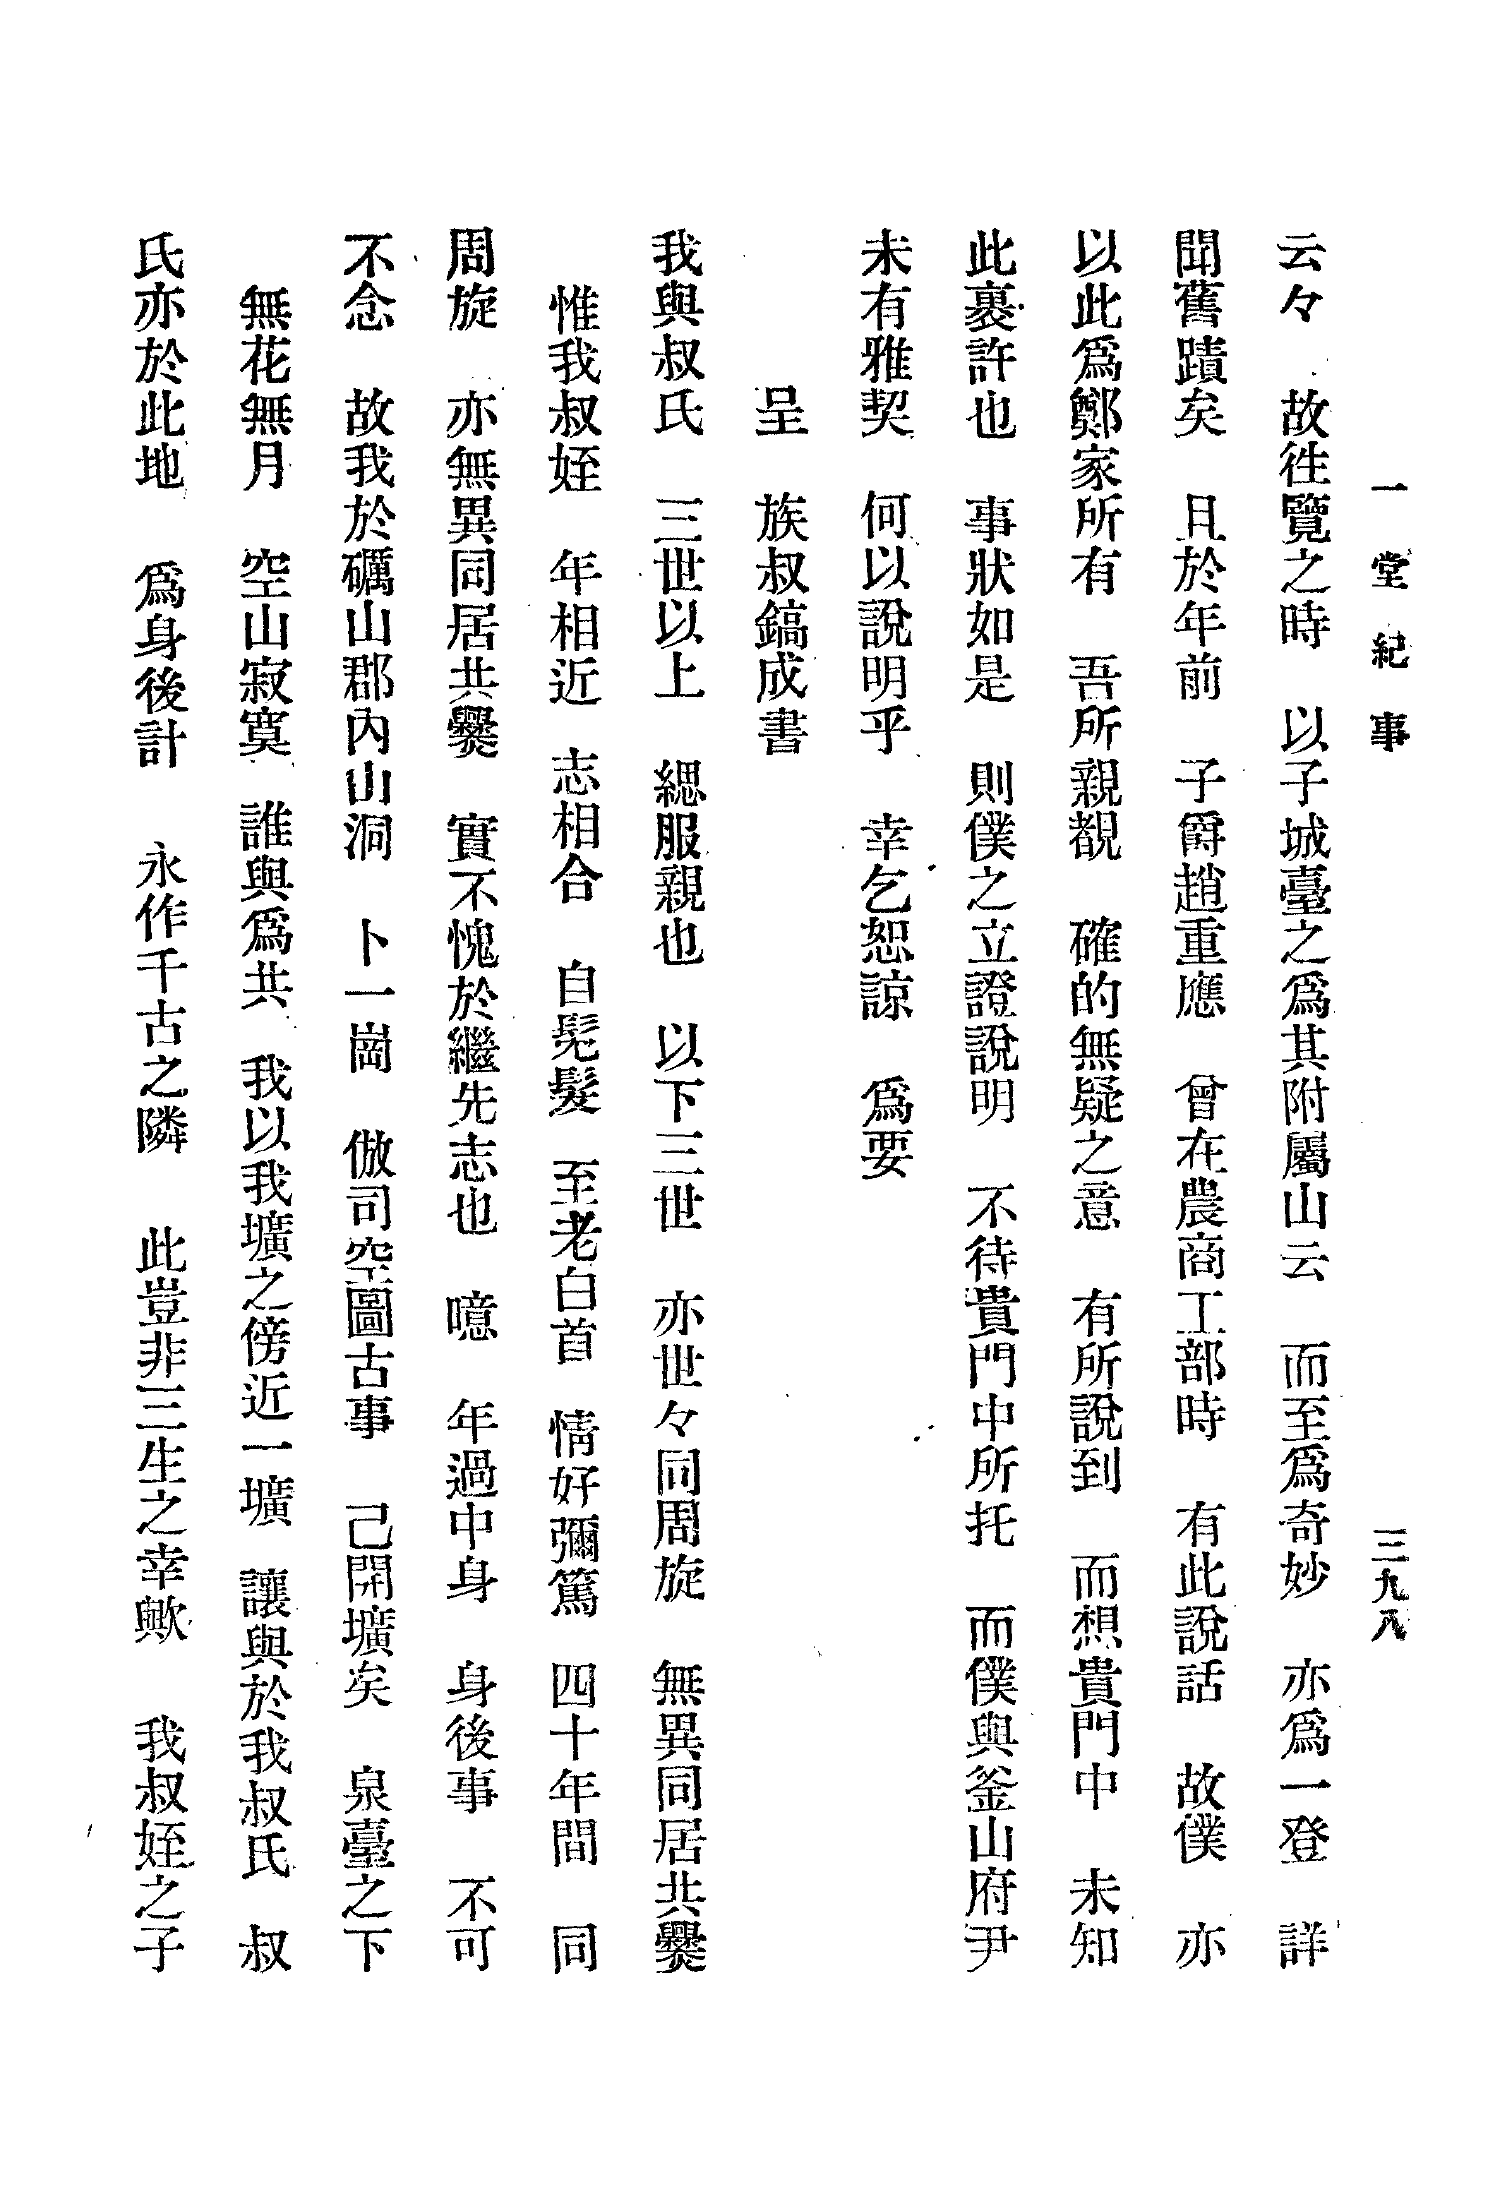 一堂紀事　三九八
云々　故往覽之時　以子城臺之爲其附屬山云　而至爲奇妙　亦爲一登　詳
聞舊蹟矣　且於年前　子爵趙重應　曾在農商工部時　有此說話　故僕　亦
以此爲鄭家所有　吾所親覩　確的無疑之意　有所說到　而想貴門中　未知
此裏許也　事狀如是　則僕之立證說明　不待貴門中所托　而僕與釜山府尹
未有雅契　何以說明乎　幸乞恕諒　爲要
呈　族叔鎬成書
我與叔氏　三世以上　緦服親也　以下三世　亦世々同周旋　無異同居共爨
惟我叔姪　年相近　志相合　自髧髮　至老白首　情好彌篤　四十年間　同
周旋　亦無異同居共爨　實不愧於繼先志也　噫　年過中身　身後事　不可
不念　故我於礪山郡內山洞　卜一崗　倣司空圖古事　己開壙矣　泉臺之下
無花無月　空山寂寞　誰與爲共　我以我壙之傍近一壙　讓與於我叔氏　叔
氏亦於此地　爲身後計　永作千古之隣　此豈非三生之幸歟　我叔姪之子